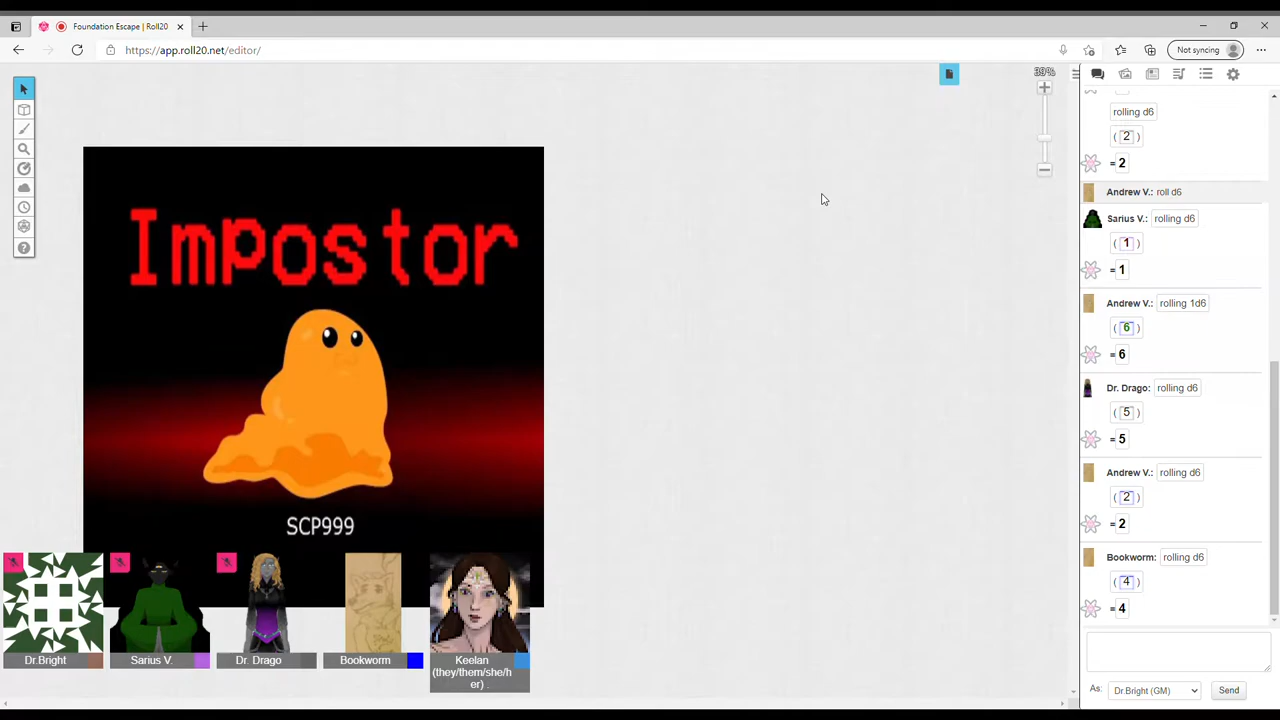 Foundation Escape | Roll20
https://app.roll20.net/editor/
Not syncing
89%
Impostor
SCP999
Dr.Bright
Sarius V.
Dr. Drago
Bookworm
Keelan
(they/them/she/h
er) .
rolling d6
(2)
=2
Andrew V.: roll d6
Sarius V.: rolling d6
(1)
=1
Andrew V.: rolling 1d6
(6)
=6
Dr. Drago: rolling d6
(5)
=5
Andrew V.: rolling d6
(2)
=2
Bookworm: rolling d6
(4)
=4
As: Dr.Bright (GM) Send